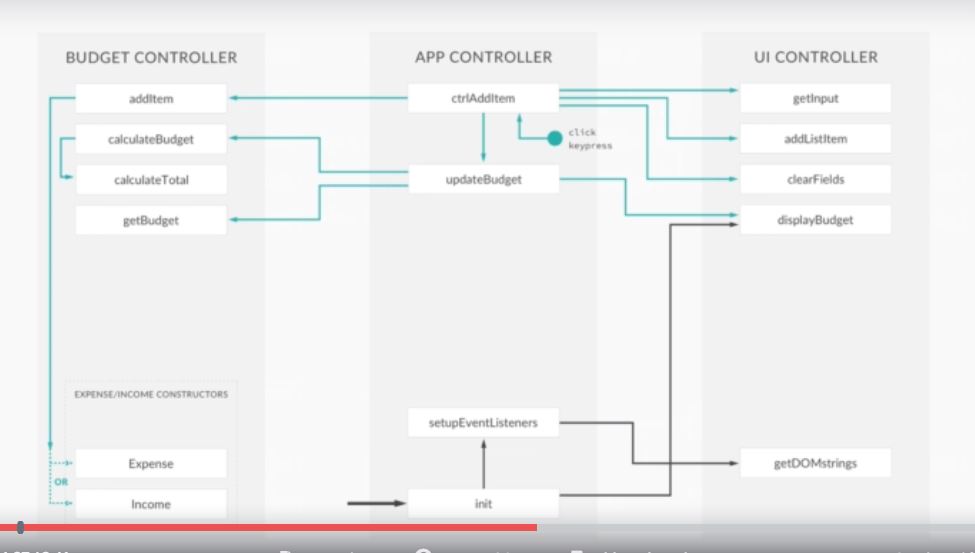 BUDGET CONTROLLER
APP CONTROLLER
UI CONTROLLER
addItem
ctrlAddItem
getInput
calculateBudget
click
keypress
addListItem
calculateTotal
updateBudget
clearFields
getBudget
displayBudget
EXPENSE/INCOME CONSTRUCTORS
setupEventListeners
Expense
getDOMstrings
OR
Income
init